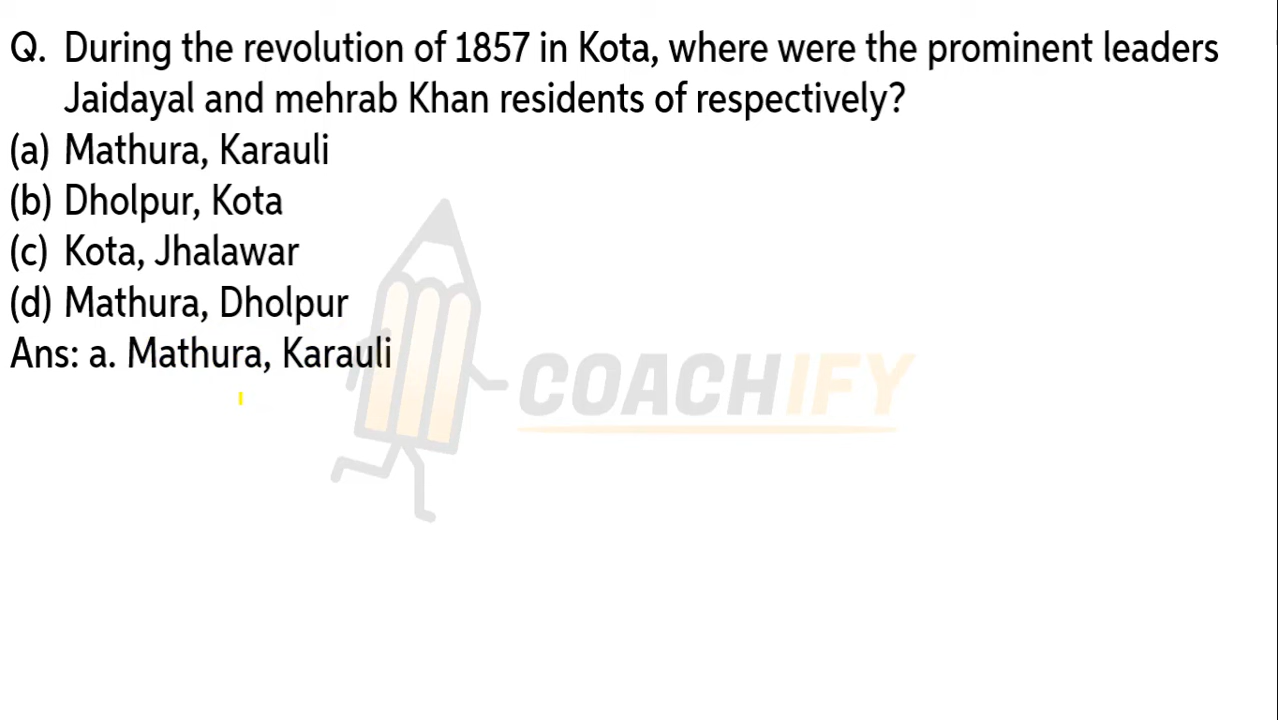 Q. During the revolution of 1857 in Kota, where were the prominent leaders
Jaidayal and mehrab Khan residents of respectively?
(a) Mathura, Karauli
(b) Dholpur, Kota
(c) Kota, Jhalawar
(d) Mathura, Dholpur
Ans: a. Mathura, Karauli
COACHIFY